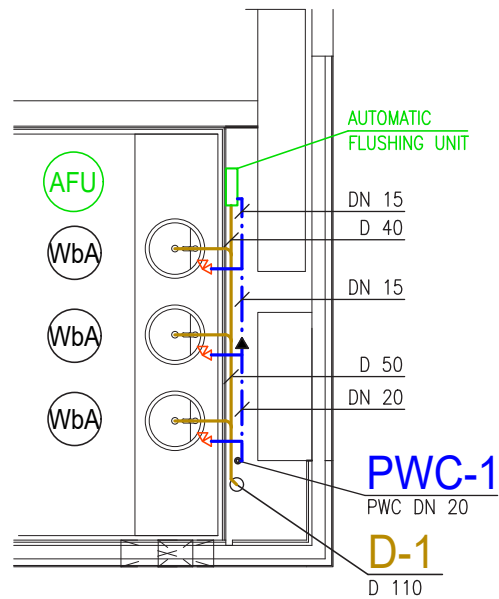 AUTOMATIC
FLUSHING UNIT
AFU
DN 15
D 40
WbA
DN 15
WbA
D 50
DN 20
WbA
PWC-1
PWC DN 20
D-1
D 110